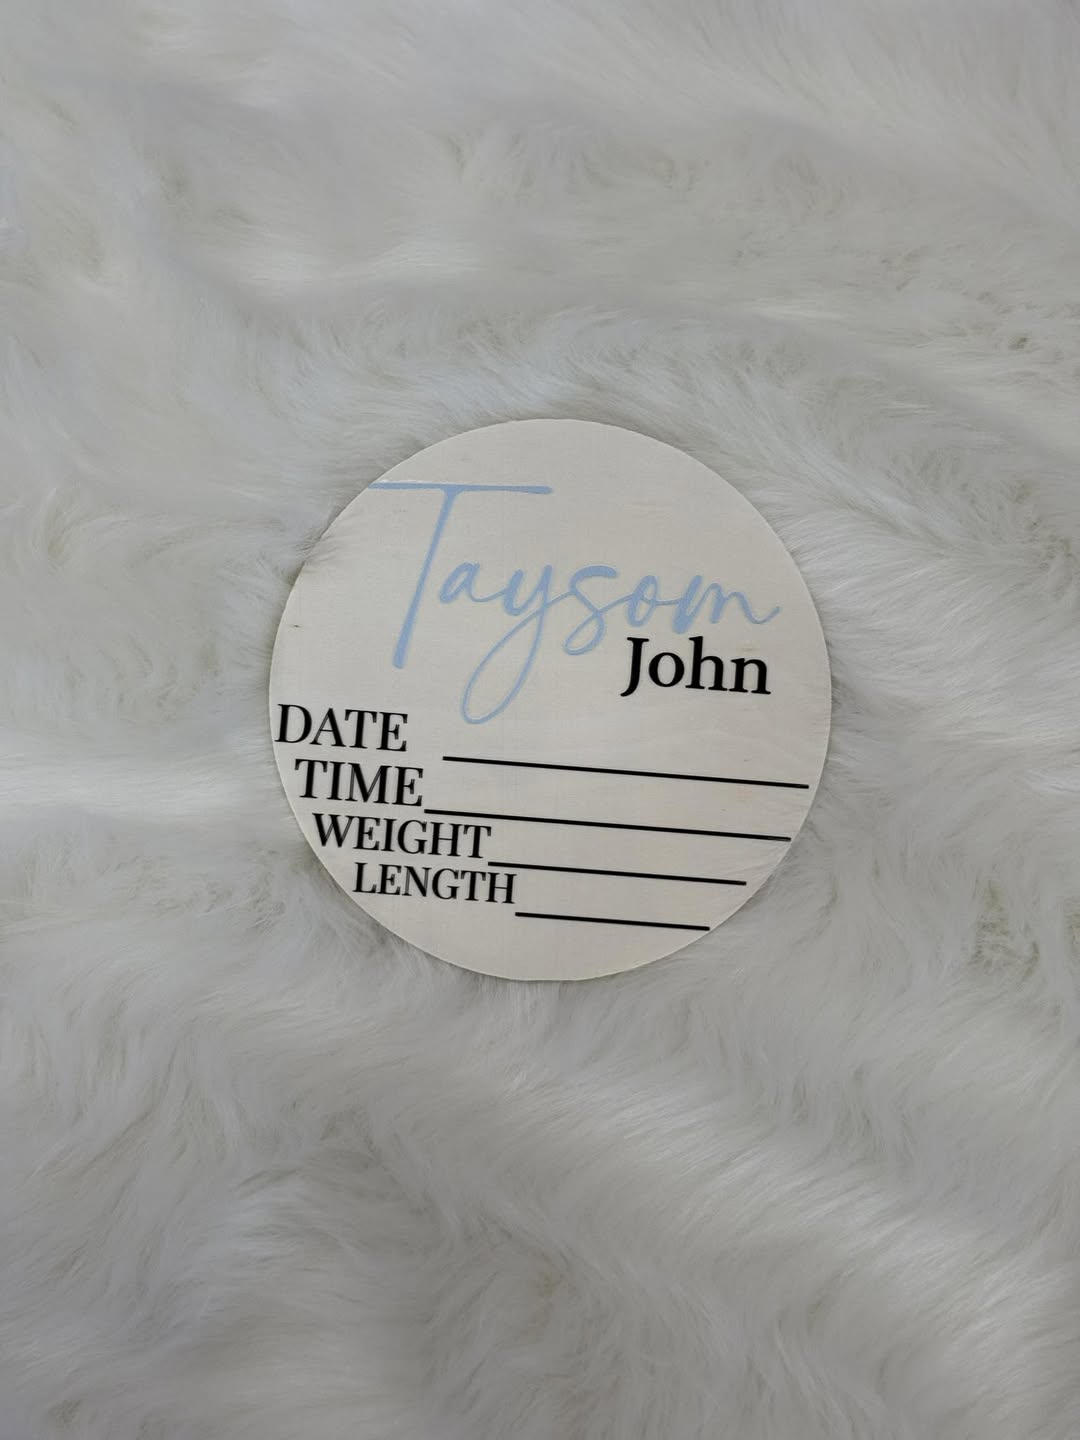 Taysom
John
DATE
TIME
WEIGHT
LENGTH